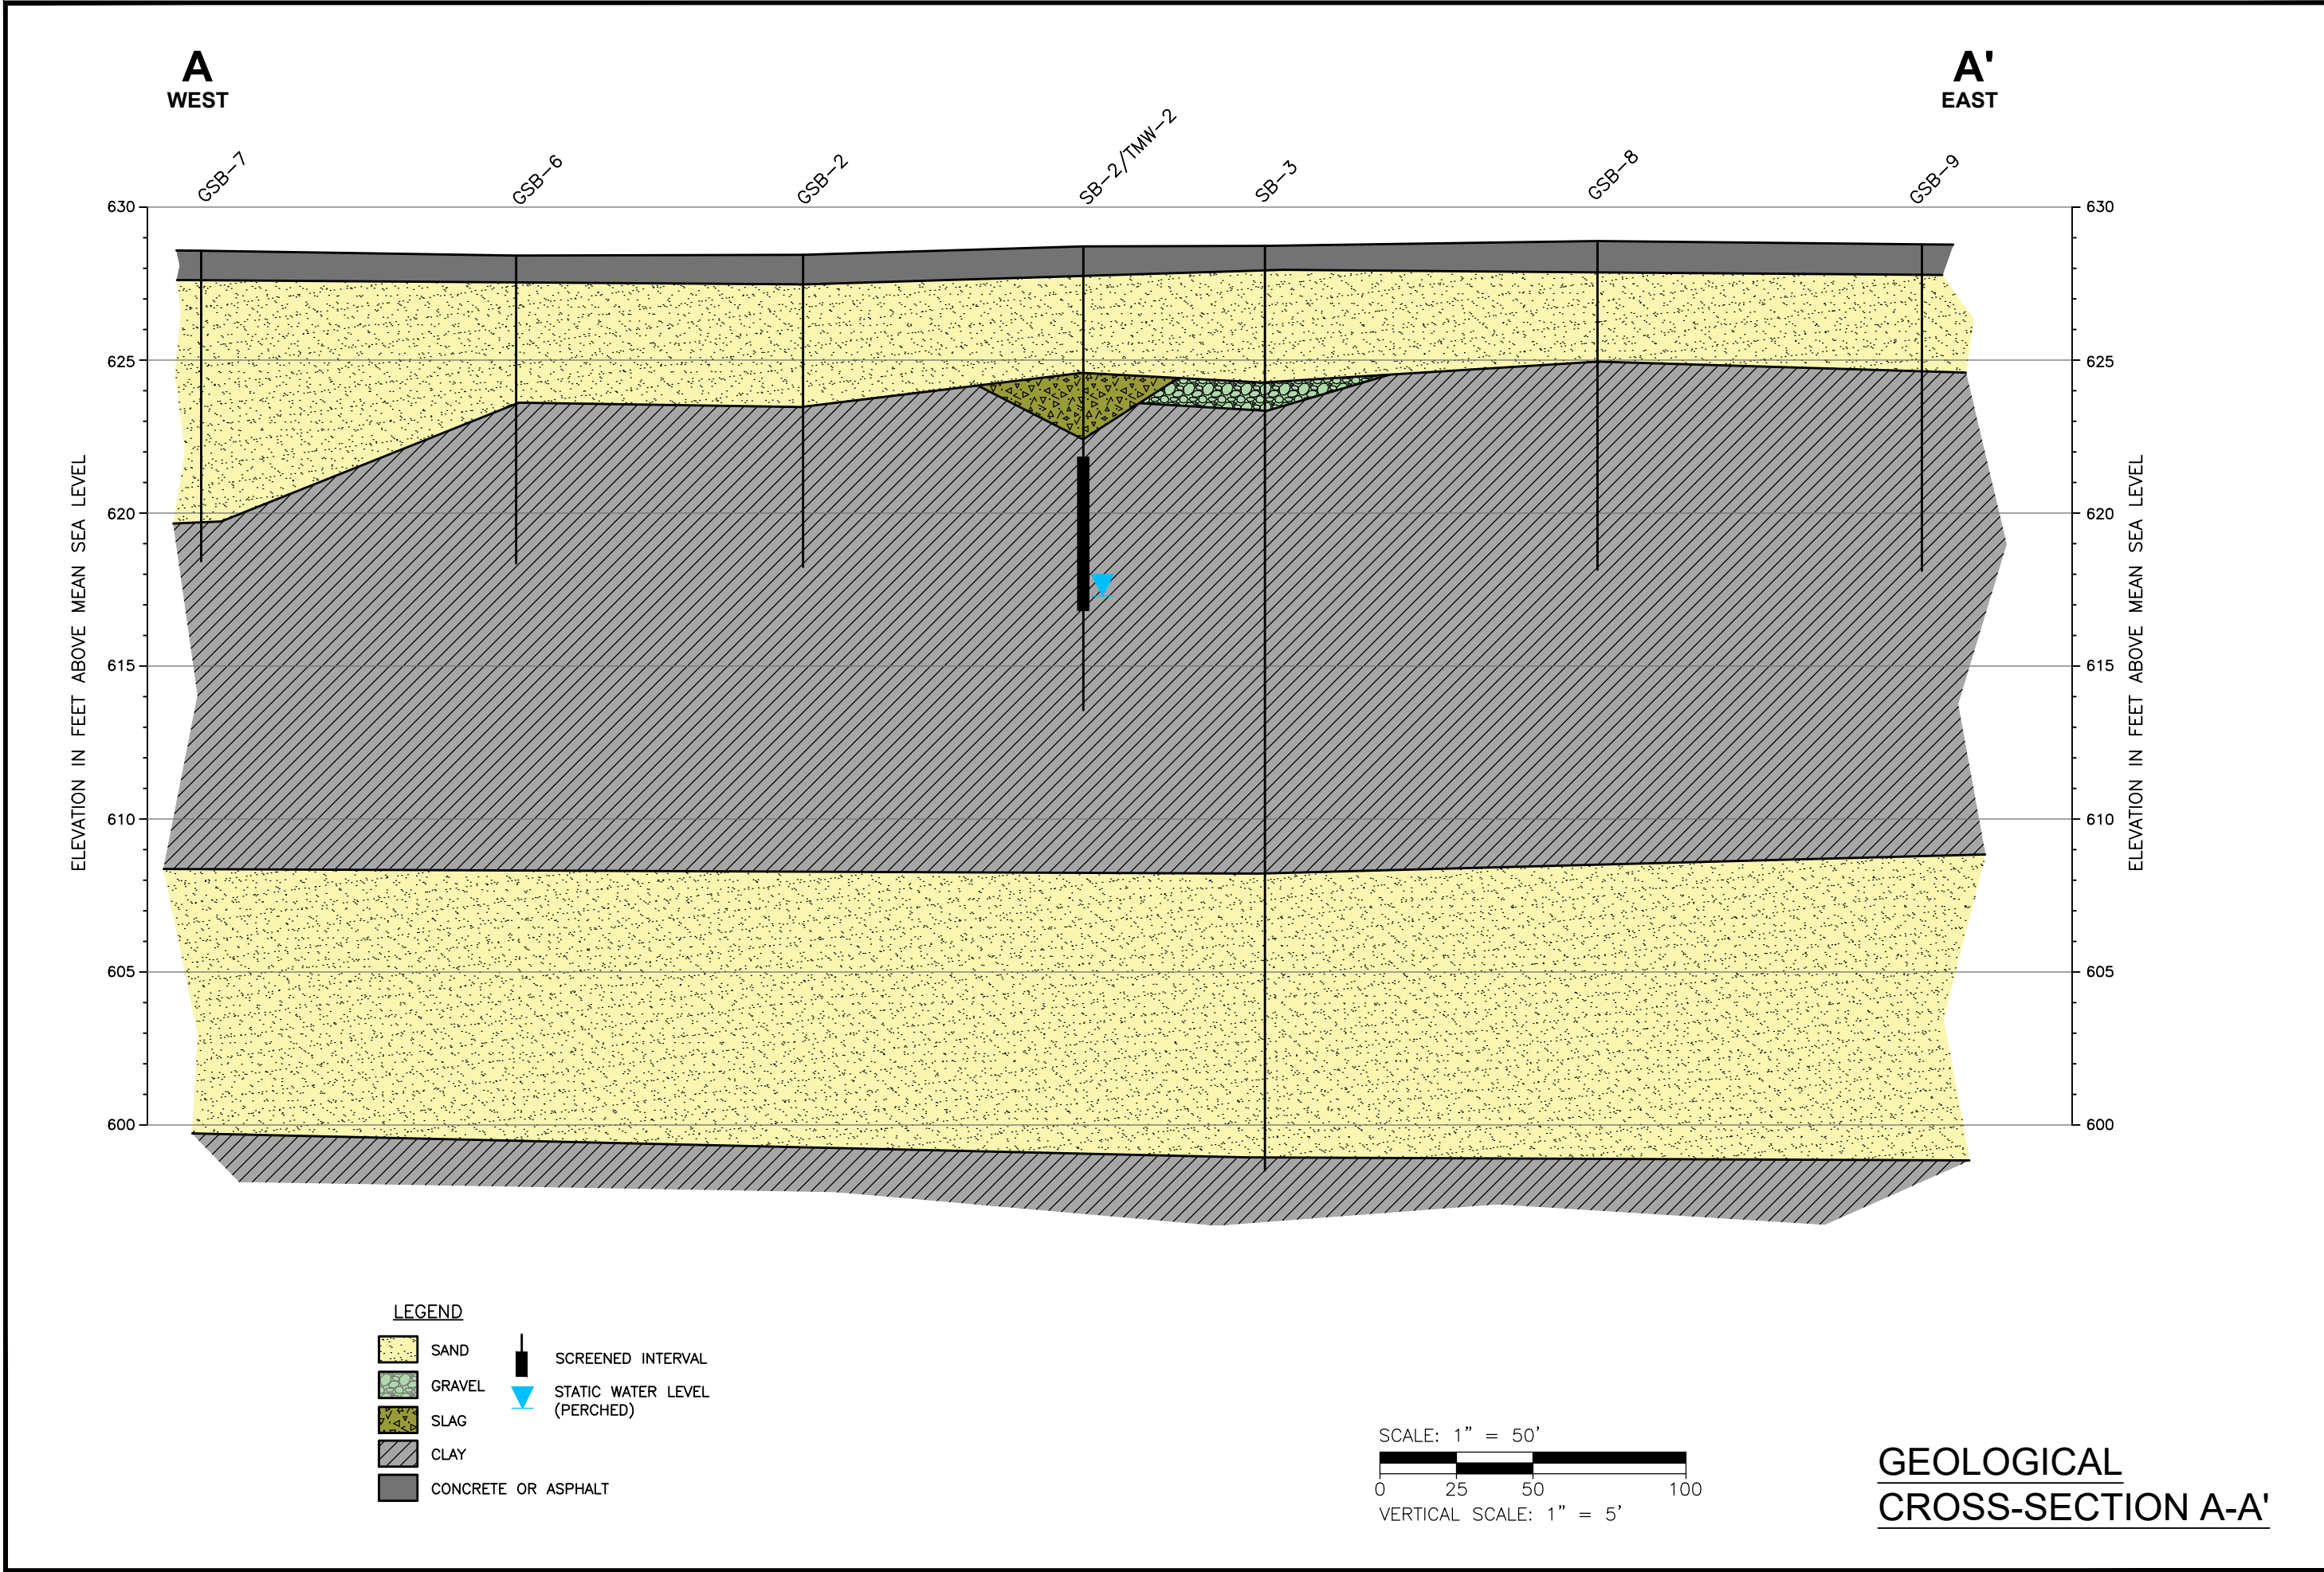 A
WEST
A'
EAST
GSB-7
GSB-6
GSB-2
SB-2/TMW-2
SB-3
GSB-8
GSB-9
630
625
620
615
610
605
600
ELEVATION IN FEET ABOVE MEAN SEA LEVEL
630
625
620
615
610
605
600
ELEVATION IN FEET ABOVE MEAN SEA LEVEL
LEGEND
SAND
GRAVEL
SLAG
CLAY
CONCRETE OR ASPHALT
SCREENED INTERVAL
STATIC WATER LEVEL
(PERCHED)
SCALE: 1" = 50'
0 25 50 100
VERTICAL SCALE: 1" = 5'
GEOLOGICAL
CROSS-SECTION A-A'